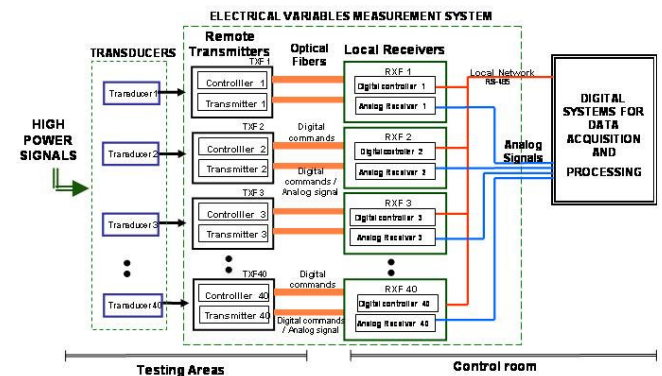 ELECTRICAL VARIABLES MEASUREMENT SYSTEM
TRANSDUCERS
Remote
Transmitters
Optical
Fibers
Local Receivers
TXF 1
Controlller 1
Transmitter 1
RXF 1
Digital controller 1
Analog Receiver 1
Local Network
RS-485
Transducer 1
HIGH
POWER
SIGNALS
TXF 2
Controlller 2
Transmitter 2
Digital
commands
Digital
commands /
Analog signal
RXF 2
Digital controller 2
Analog Receiver 2
Analog
Signals
Transducer 2
TXF 3
Controlller 3
Transmitter 3
RXF 3
Digital controller 3
Analog Receiver 3
Transducer 3
TXF40
Controlller 40
Transmitter 40
Digital
commands
Digital commands
/ Analog signal
RXF 40
Digital controller 40
Analog Receiver 40
Transducer 40
DIGITAL
SYSTEMS FOR
DATA
ACQUISITION
AND
PROCESSING
Testing Areas
Control room